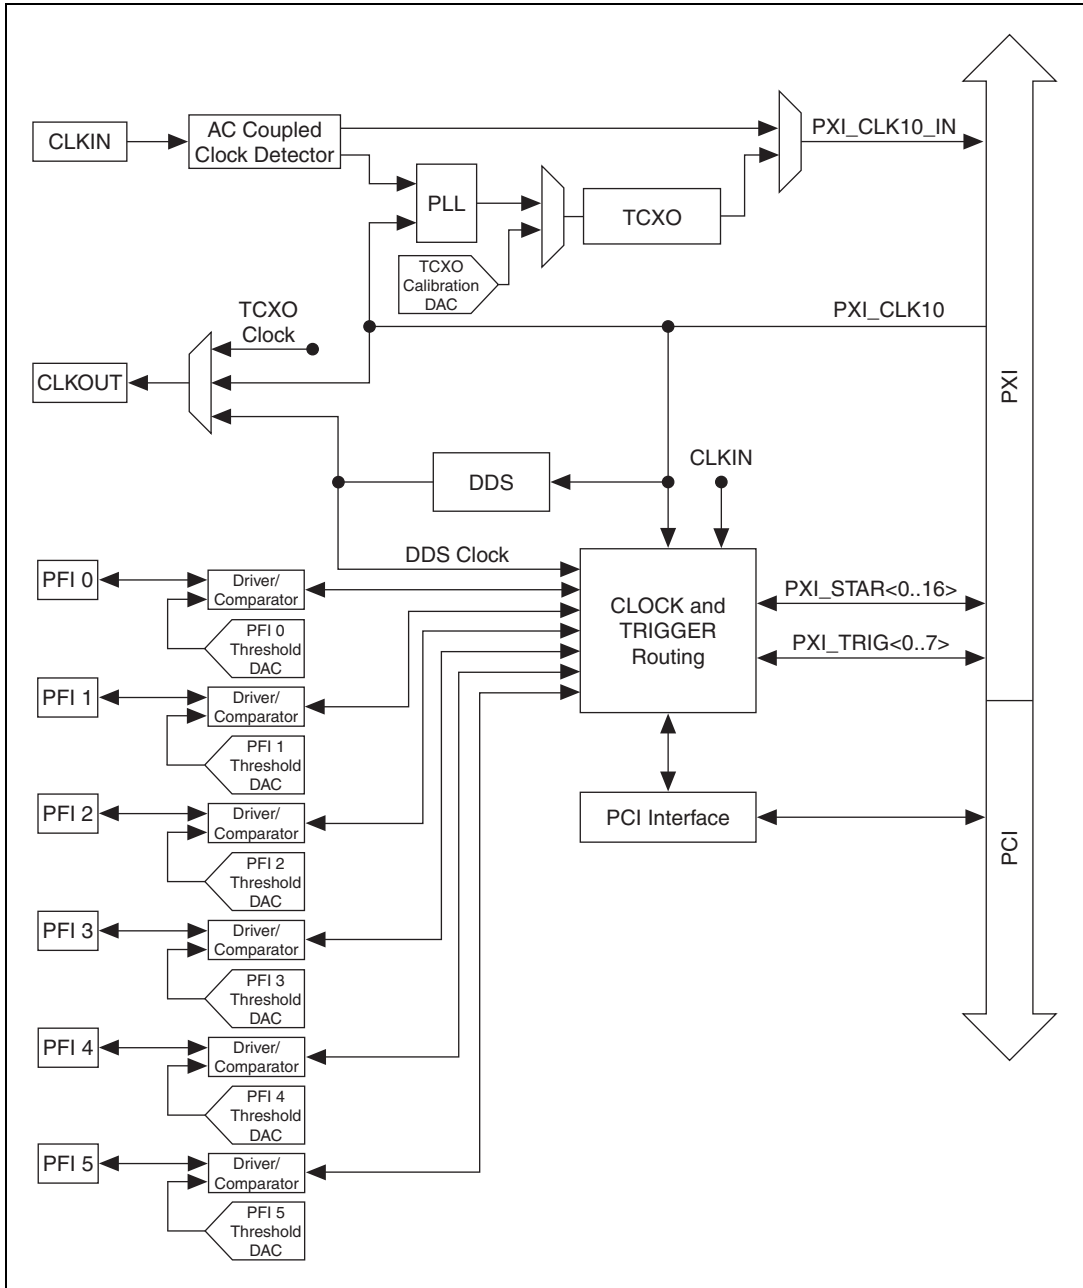 CLKIN
AC Coupled
Clock Detector
PXI_CLK10_IN
PLL
TCXO
TCXO
Calibration
DAC
TCXO
Clock
PXI_CLK10
CLKOUT
PXI
DDS
CLKIN
DDS Clock
PFI 0
Driver/
Comparator
PFI 0
Threshold
DAC
CLOCK and
TRIGGER
Routing
PXI_STAR<0..16>
PXI_TRIG<0..7>
PFI 1
Driver/
Comparator
PFI 1
Threshold
DAC
PFI 2
Driver/
Comparator
PFI 2
Threshold
DAC
PCI Interface
PCI
PFI 3
Driver/
Comparator
PFI 3
Threshold
DAC
PFI 4
Driver/
Comparator
PFI 4
Threshold
DAC
PFI 5
Driver/
Comparator
PFI 5
Threshold
DAC